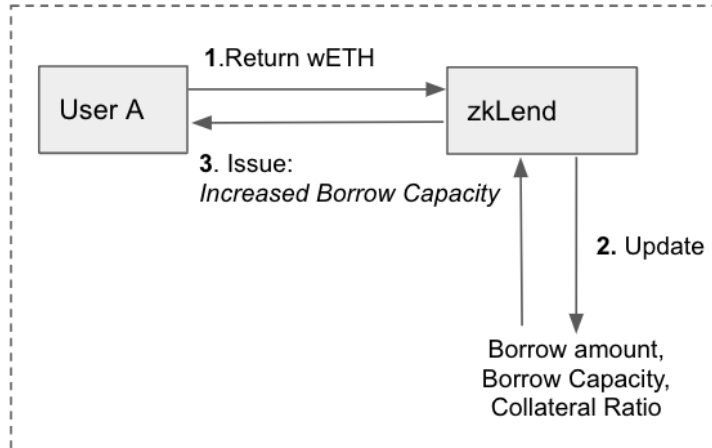 1.Return wETH
User A
zkLend
3. Issue:
Increased Borrow Capacity
2. Update
Borrow amount,
Borrow Capacity,
Collateral Ratio